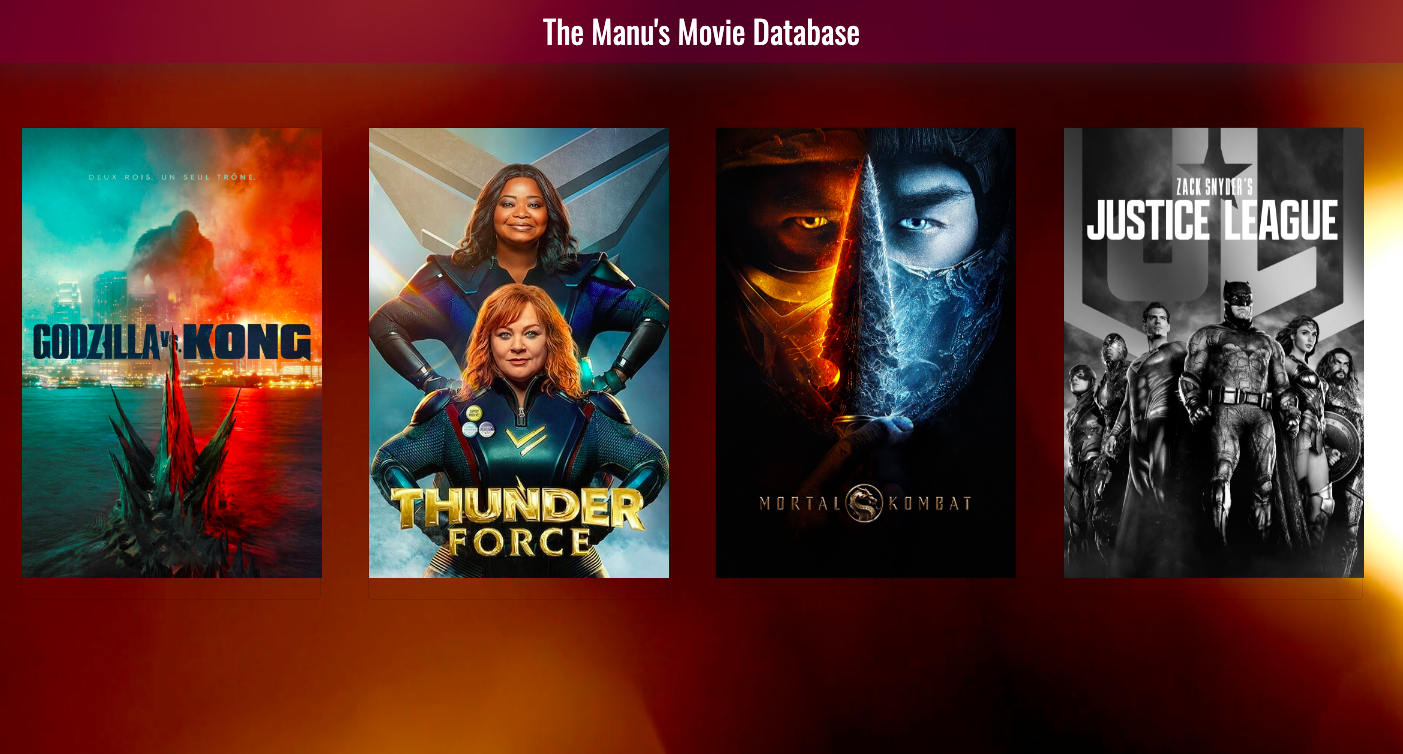 The Manu's Movie Database
DEUX ROIS. UN SEUL TRÔNE.
GODZILLA VS. KONG
THUNDER
FORCE
MORTAL KOMBAT
ZACK SNYDER'S
JUSTICE LEAGUE
JL